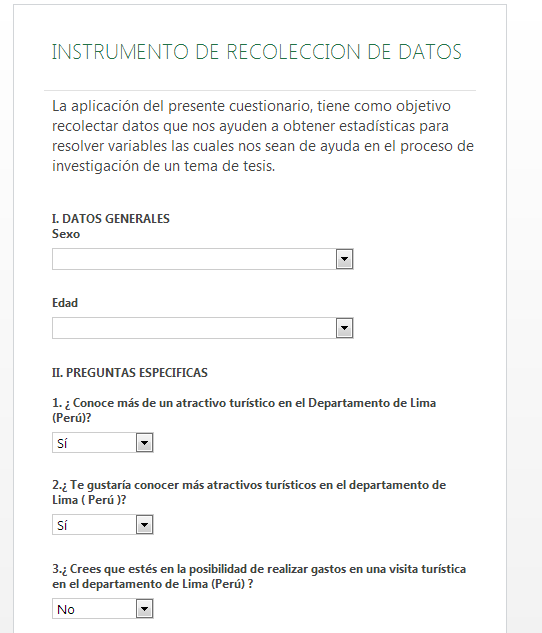 INSTRUMENTO DE RECOLECCION DE DATOS
La aplicación del presente cuestionario, tiene como objetivo
recolectar datos que nos ayuden a obtener estadísticas para
resolver variables las cuales nos sean de ayuda en el proceso de
investigación de un tema de tesis.
I. DATOS GENERALES
Sexo
Edad
II. PREGUNTAS ESPECIFICAS
1. ¿ Conoce más de un atractivo turístico en el Departamento de Lima
(Perú)?
Sí
2.¿ Te gustaría conocer más atractivos turísticos en el departamento de
Lima ( Perú )?
Sí
3.¿ Crees que estés en la posibilidad de realizar gastos en una visita turística
en el departamento de Lima (Perú) ?
No